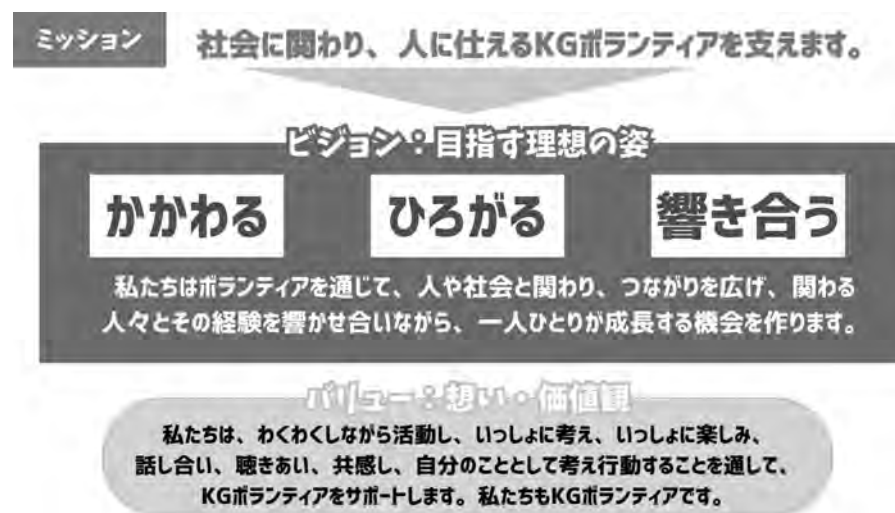 ミッション
社会に関わり、人に仕えるKGボランティアを支えます。
ビジョン：目指す理想の姿
かかわる
ひろがる
響き合う
私たちはボランティアを通じて、人や社会と関わり、つながりを広げ、関わる
人々とその経験を響かせ合いながら、一人ひとりが成長する機会を作ります。
バリュー：想い・価値観
私たちは、わくわくしながら活動し、いっしょに考え、いっしょに楽しみ、
話し合い、聴きあい、共感し、自分のこととして考え行動することを通して、
KGボランティアをサポートします。私たちもKGボランティアです。